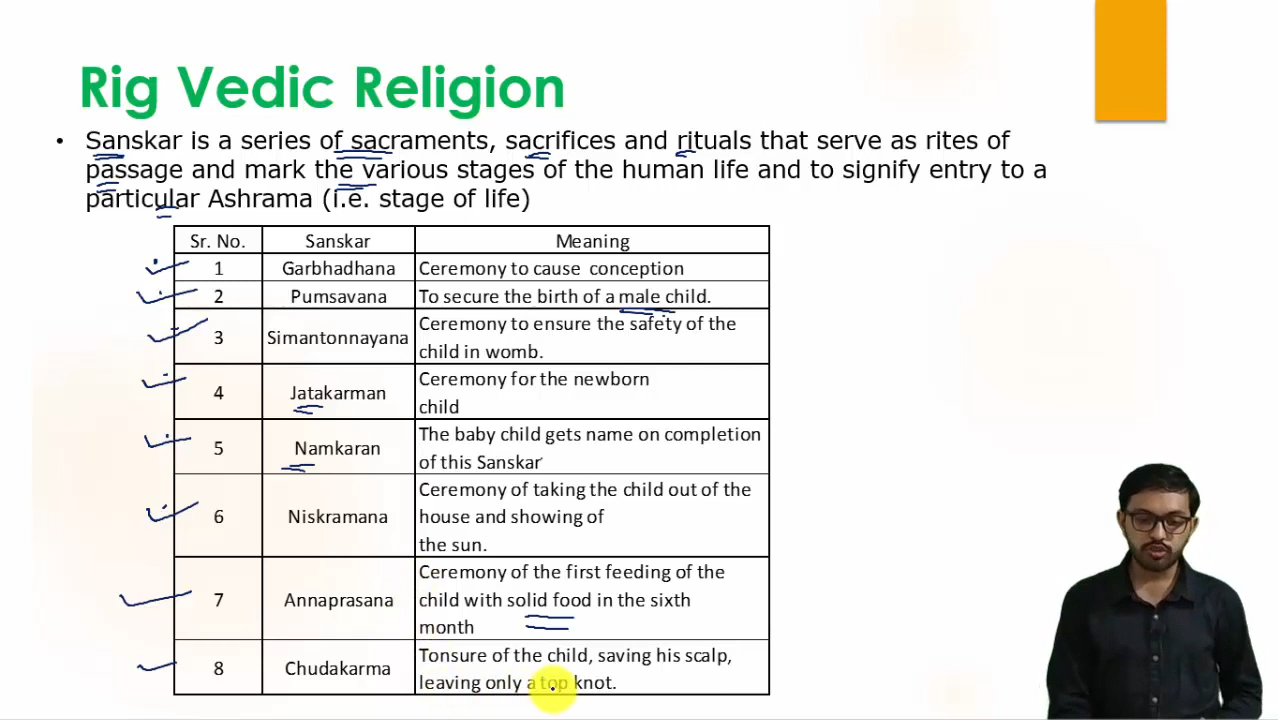 Rig Vedic Religion
• Sanskar is a series of sacraments, sacrifices and rituals that serve as rites of
passage and mark the various stages of the human life and to signify entry to a
particular Ashrama (i.e. stage of life)
Sr. No. Sanskar Meaning
1 Garbhadhana Ceremony to cause conception
2 Pumsavana To secure the birth of a male child.
3 Simantonnayana Ceremony to ensure the safety of the
child in womb.
4 Jatakarman Ceremony for the newborn
child
5 Namkaran The baby child gets name on completion
of this Sanskar
6 Niskramana Ceremony of taking the child out of the
house and showing of
the sun.
7 Annaprasana Ceremony of the first feeding of the
child with solid food in the sixth
month
8 Chudakarma Tonsure of the child, saving his scalp,
leaving only a top knot.